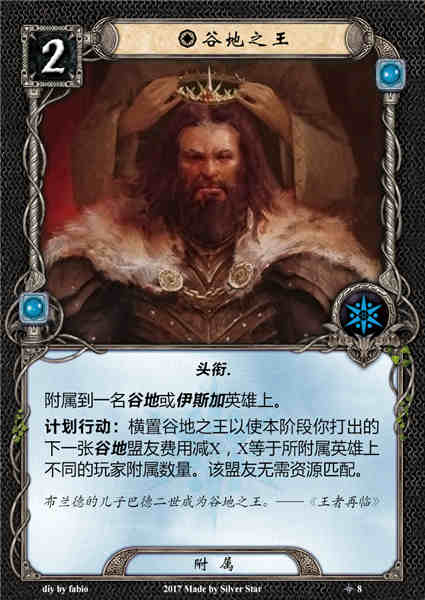 2
谷地之王
头衔.
附属到一名谷地或伊斯加英雄上。
计划行动：横置谷地之王以使本阶段你打出的
下一张谷地盟友费用减X，X等于所附属英雄上
不同的玩家附属数量。该盟友无需资源匹配。
布兰德的儿子巴德二世成为谷地之王。——《王者再临》
附 属
diy by fabio 2017 Made by Silver Star 8